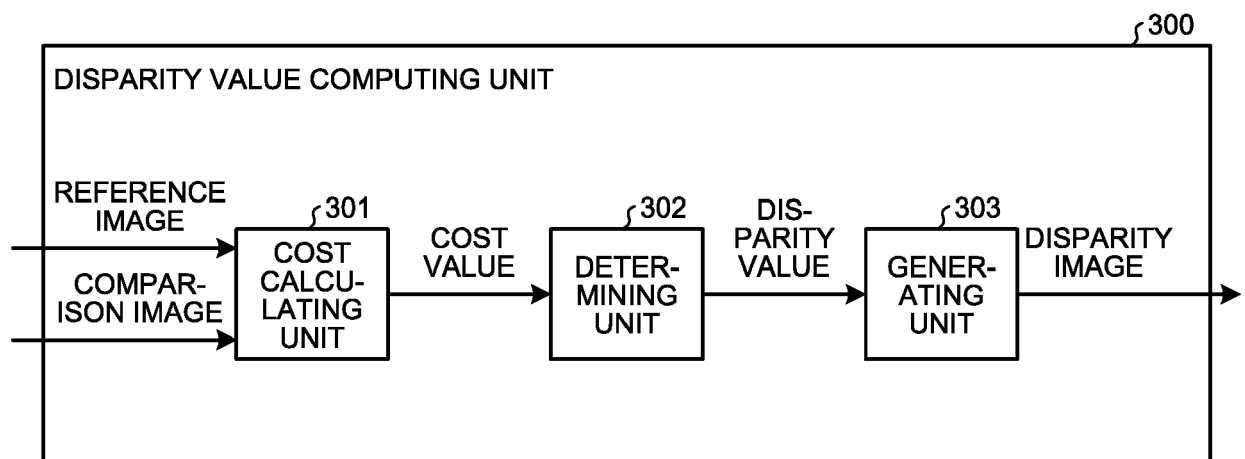 300
DISPARITY VALUE COMPUTING UNIT
REFERENCE
IMAGE
COMPAR-
ISON IMAGE
301
COST
CALCU-
LATING
UNIT
COST
VALUE
302
DETER-
MINING
UNIT
DIS-
PARITY
VALUE
303
GENER-
ATING
UNIT
DISPARITY
IMAGE